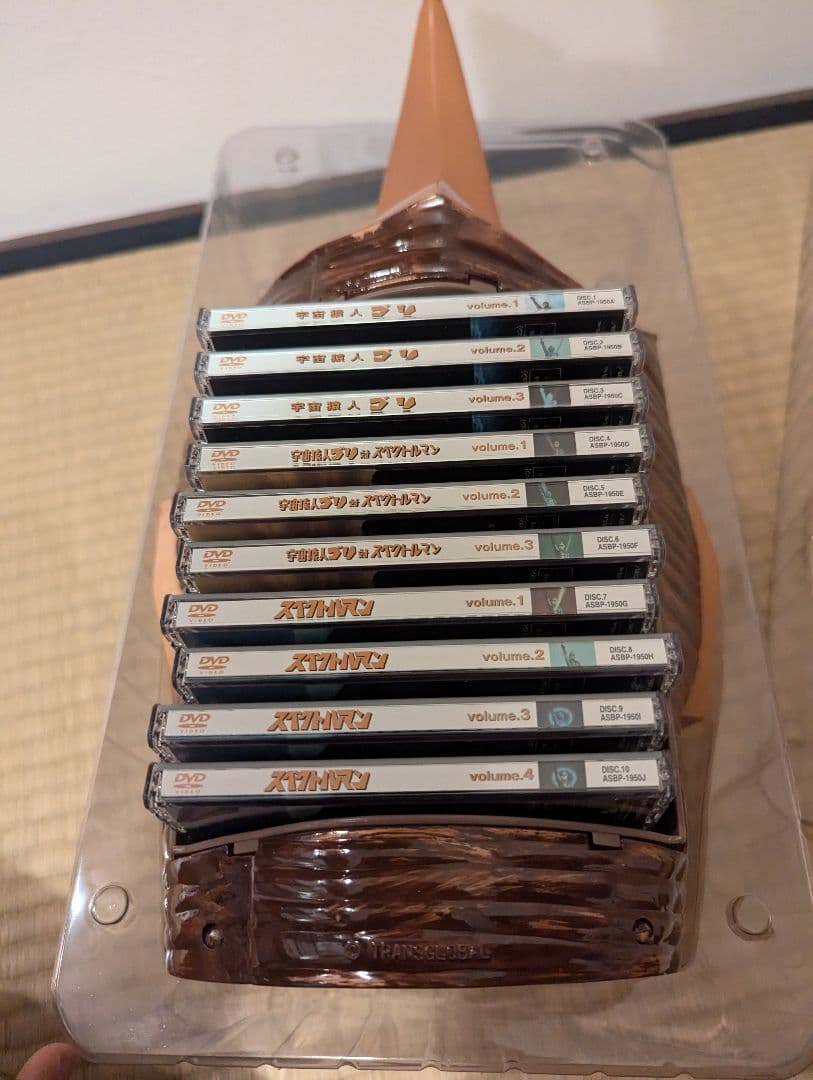 DVD VIDEO 宇宙猿人ゴリ volume.1 DISC.1 ASBP-1950A
DVD VIDEO 宇宙猿人ゴリ volume.2 DISC.2 ASBP-1950B
DVD VIDEO 宇宙猿人ゴリ volume.3 DISC.3 ASBP-1950C
DVD VIDEO 宇宙猿人ゴリ対スペクトルマン volume.1 DISC.4 ASBP-1950D
DVD VIDEO 宇宙猿人ゴリ対スペクトルマン volume.2 DISC.5 ASBP-1950E
DVD VIDEO 宇宙猿人ゴリ対スペクトルマン volume.3 DISC.6 ASBP-1950F
DVD VIDEO スペクトルマン volume.1 DISC.7 ASBP-1950G
DVD VIDEO スペクトルマン volume.2 DISC.8 ASBP-1950H
DVD VIDEO スペクトルマン volume.3 DISC.9 ASBP-1950I
DVD VIDEO スペクトルマン volume.4 DISC.10 ASBP-1950J
© TRANSGLOBAL